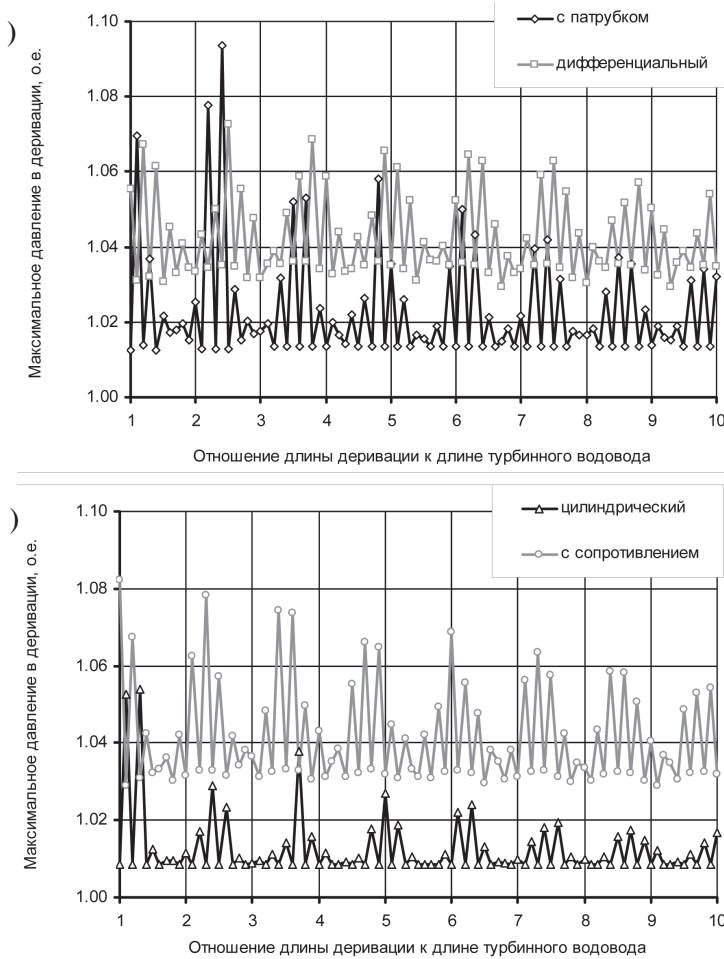 )
1.10
1.08
1.06
1.04
1.02
1.00
Максимальное давление в деривации, о.е.
с патрубком
дифференциальный
1 2 3 4 5 6 7 8 9 10
Отношение длины деривации к длине турбинного водовода
)
1.10
1.08
1.06
1.04
1.02
1.00
Максимальное давление в деривации, о.е.
цилиндрический
с сопротивлением
1 2 3 4 5 6 7 8 9 10
Отношение длины деривации к длине турбинного водовода